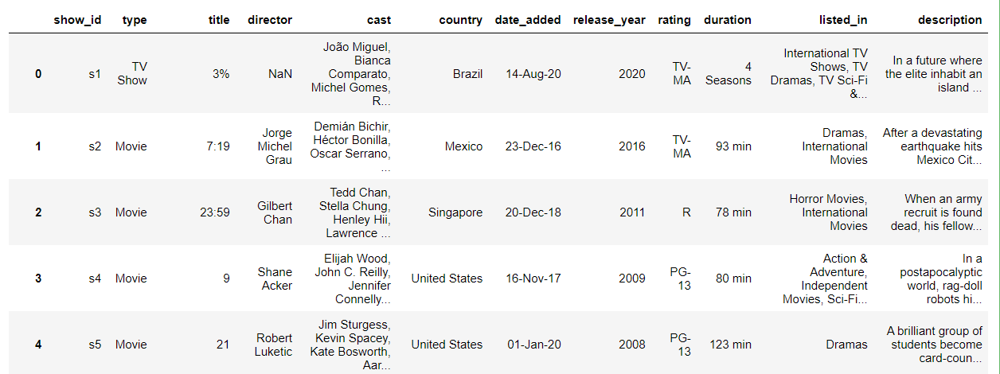 show_id type title director cast country date_added release_year rating duration listed_in description
João Miguel,
TV Bianca TV- 4 International TV In a future where
0 s1 3% NaN Comparato, Brazil 14-Aug-20 2020 Shows, TV the elite inhabit an
Show Michel Gomes, MA Seasons Dramas, TV Sci-Fi island ...
R... &...
Jorge Demián Bichir, TV- Dramas, After a devastating
1 s2 Movie 7:19 Michel Héctor Bonilla, Mexico 23-Dec-16 2016 93 min International earthquake hits
Grau Oscar Serrano, MA Movies Mexico Cit...
...
Tedd Chan,
Gilbert Stella Chung, Horror Movies, When an army
2 s3 Movie 23:59 Henley Hii, Singapore 20-Dec-18 2011 R 78 min International recruit is found
Chan Lawrence ... Movies dead, his fellow...
Elijah Wood, Action & In a
Shane John C. Reilly, PG- Adventure, postapocalyptic
3 s4 Movie 9 Jennifer United States 16-Nov-17 2009 80 min Independent world, rag-doll
Acker Connelly... 13 Movies, Sci-Fi... robots hi...
Jim Sturgess,
Robert Kevin Spacey, PG- A brilliant group of
4 s5 Movie 21 Kate Bosworth, United States 01-Jan-20 2008 123 min Dramas students become
Luketic Aar... 13 card-coun...